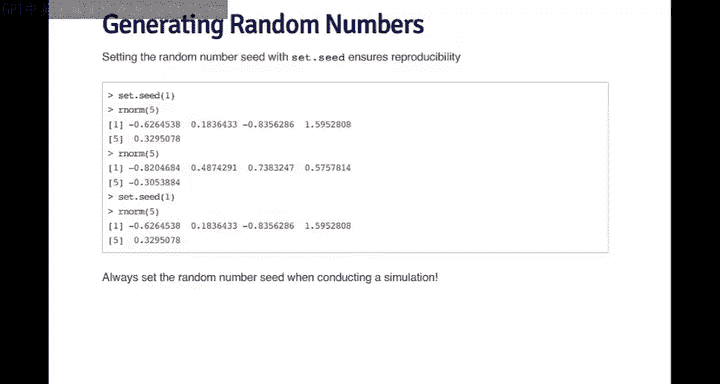 Generating Random Numbers
Setting the random number seed with set.seed ensures reproducibility
> set.seed(1)
> rnorm(5)
[1] -0.6264538  0.1836433 -0.8356286  1.5952808
[5]  0.3295078
> rnorm(5)
[1] -0.8204684  0.4874291  0.7383247  0.5757814
[5] -0.3053884
> set.seed(1)
> rnorm(5)
[1] -0.6264538  0.1836433 -0.8356286  1.5952808
[5]  0.3295078
Always set the random number seed when conducting a simulation!